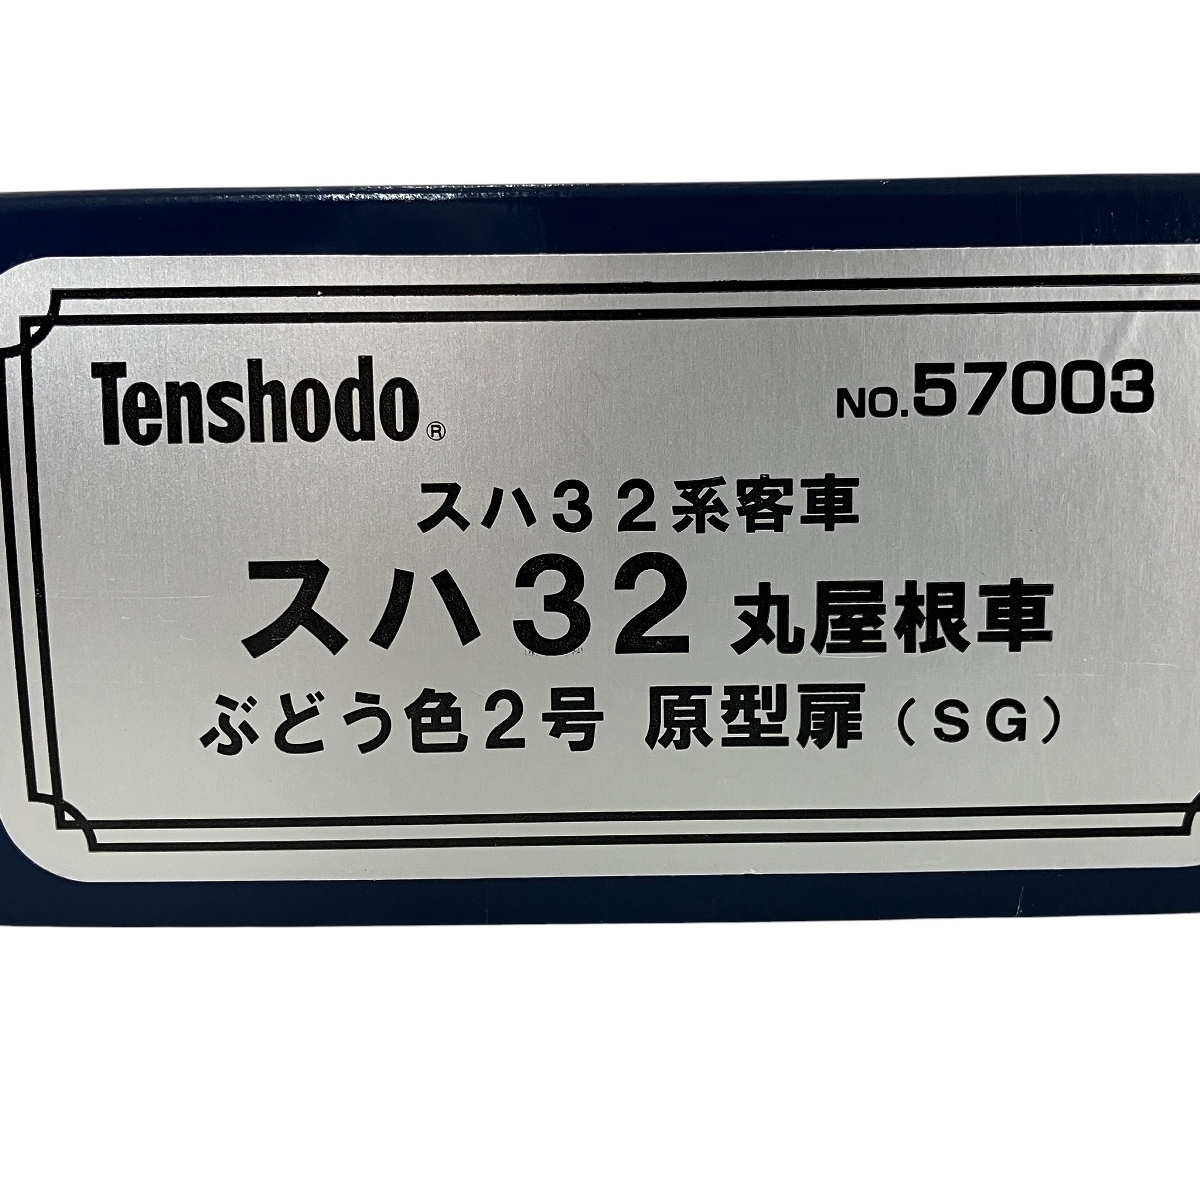 Tenshodo® NO.57003
スハ32系客車
スハ32 丸屋根車
ぶどう色2号 原型扉(SG)